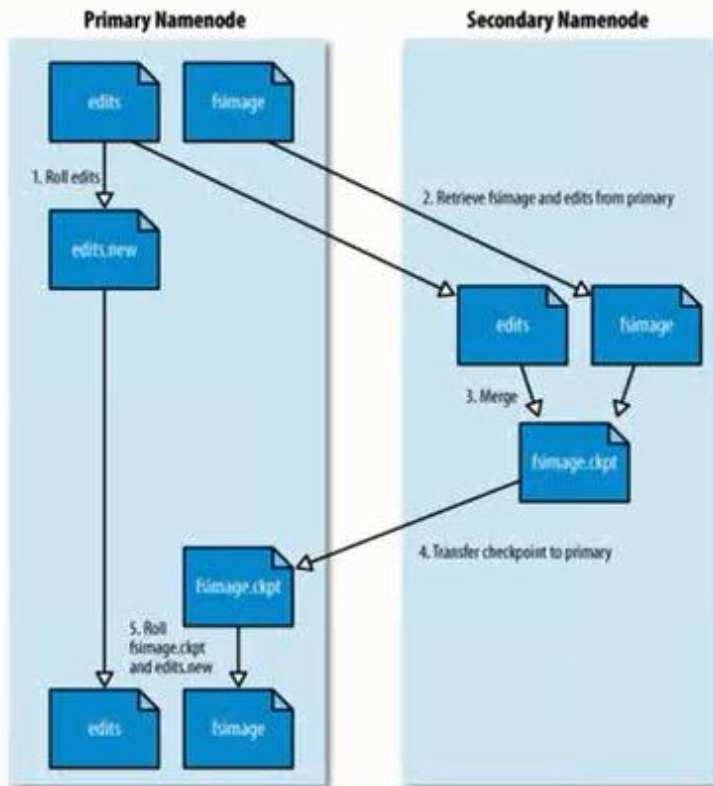 Primary Namenode
Secondary Namenode
edits
fsimage
1. Roll edits
2. Retrieve fsimage and edits from primary
edits.new
edits
fsimage
3. Merge
fsimage.ckpt
4. Transfer checkpoint to primary
fsimage.ckpt
5. Roll
fsimage.ckpt
and edits.new
edits
fsimage